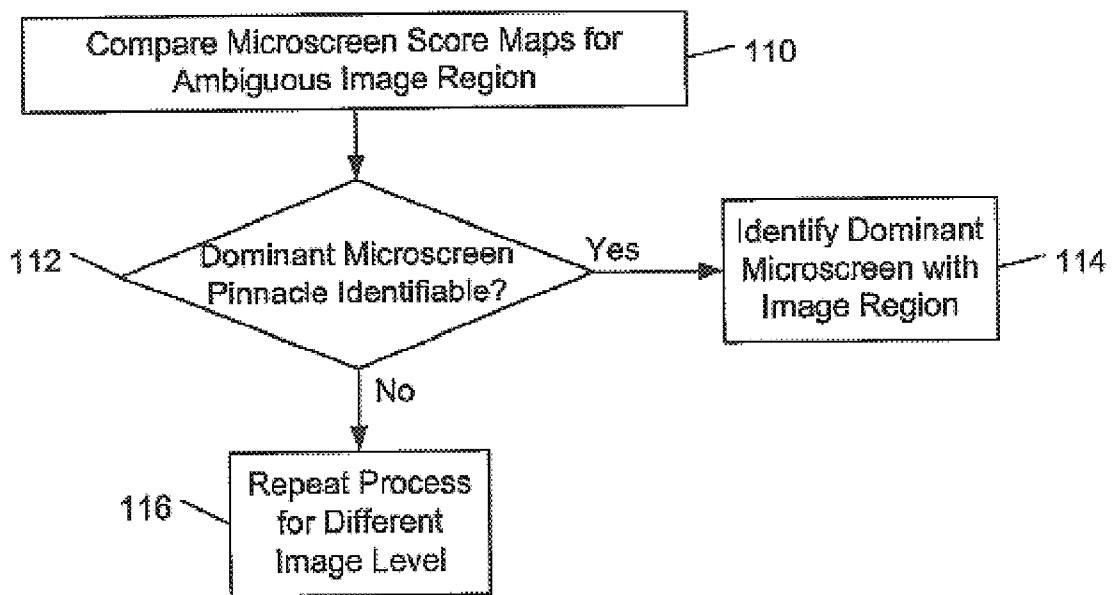 Compare Microscreen Score Maps for
Ambiguous Image Region
110
112
Dominant Microscreen
Pinnacle Identifiable?
Yes
Identify Dominant
Microscreen with
Image Region
114
No
116
Repeat Process
for Different
Image Level